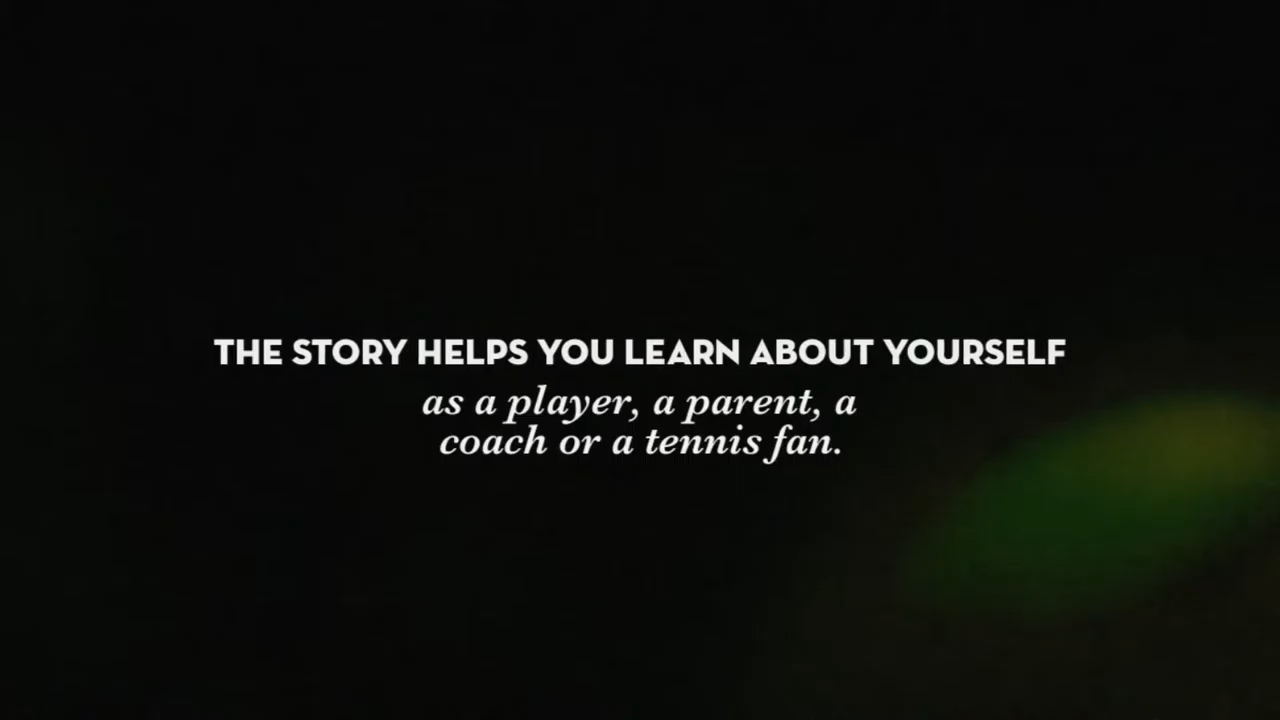 THE STORY HELPS YOU LEARN ABOUT YOURSELF
as a player, a parent, a
coach or a tennis fan.